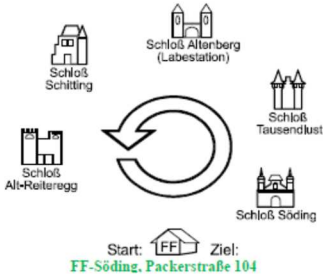 Schloß Altenberg
(Labestation)
Schloß
Schitting
Schloß
Tausendlust
Schloß
Alt-Reiteregg
Schloß Söding
Start: FF Ziel:
FF-Söding, Packerstraße 104